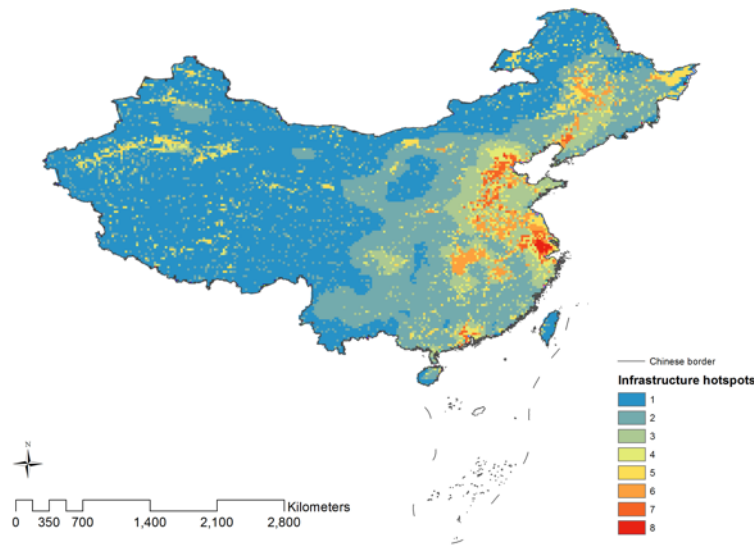 Chinese border
Infrastructure hotspots
1
2
3
4
5
6
7
8
N
Kilometers
0 350 700 1,400 2,100 2,800